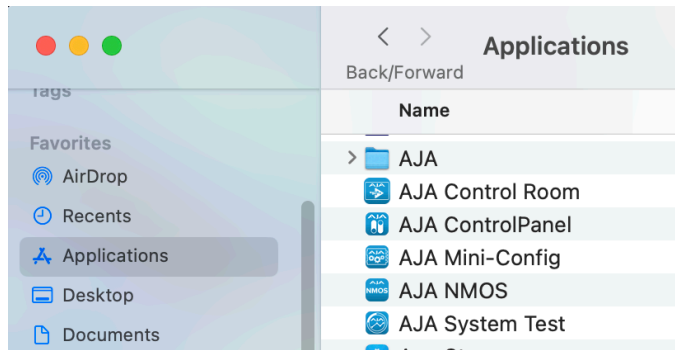 Tags
Favorites
AirDrop
Recents
Applications
Desktop
Documents
Back/Forward
Applications
Name
AJA
AJA Control Room
AJA ControlPanel
AJA Mini-Config
AJA NMOS
AJA System Test